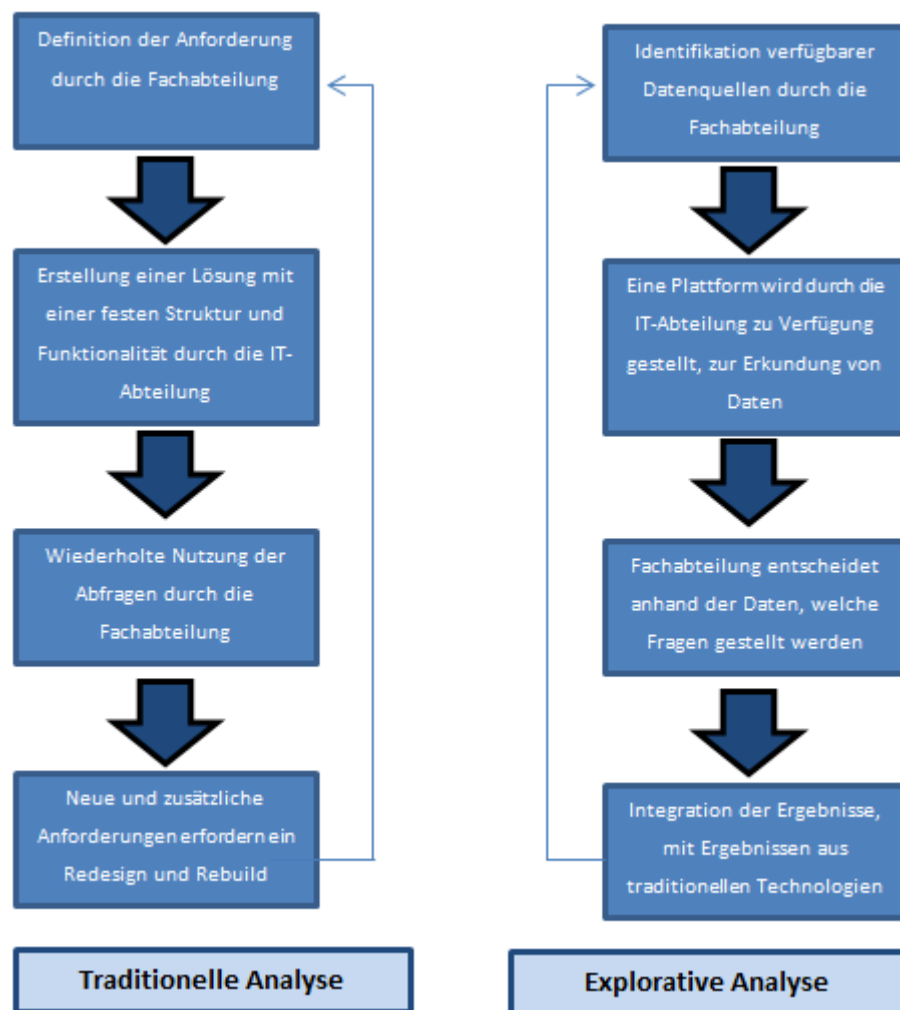 Definition der Anforderung
durch die Fachabteilung
Erstellung einer Lösung mit
einer festen Struktur und
Funktionalität durch die IT-
Abteilung
Wiederholte Nutzung der
Abfragen durch die
Fachabteilung
Neue und zusätzliche
Anforderungen erfordern ein
Redesign und Rebuild
Traditionelle Analyse
Identifikation verfügbarer
Datenquellen durch die
Fachabteilung
Eine Plattform wird durch die
IT-Abteilung zu Verfügung
gestellt, zur Erkundung von
Daten
Fachabteilung entscheidet
anhand der Daten, welche
Fragen gestellt werden
Integration der Ergebnisse,
mit Ergebnissen aus
traditionellen Technologien
Explorative Analyse